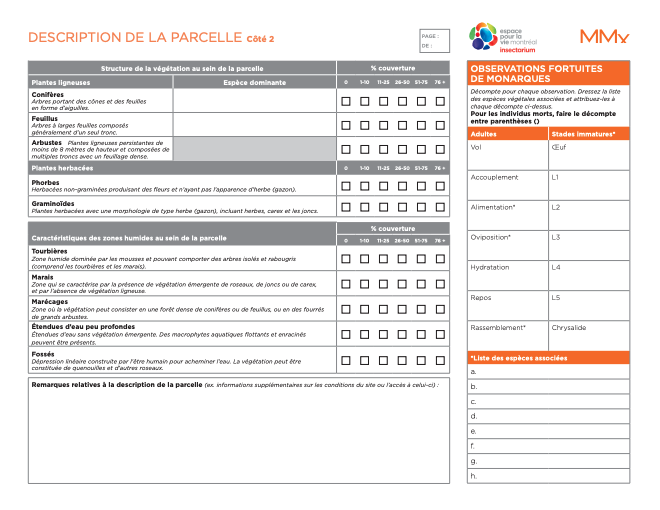 DESCRIPTION DE LA PARCELLE Côté 2
PAGE :
DE :
espace
pour la
vie montréal
insectarium
MMX
Structure de la végétation au sein de la parcelle
% couverture
Plantes ligneuses
Espèce dominante
0 1-10 11-25 26-50 51-75 76 +
Conifères
Arbres portant des cônes et des feuilles
en forme d'aiguilles.
Feuillus
Arbres à larges feuilles composés
généralement d'un seul tronc.
Arbustes Plantes ligneuses persistantes de
moins de 8 mètres de hauteur et composées de
multiples troncs avec un feuillage dense.
Plantes herbacées
0 1-10 11-25 26-50 51-75 76 +
Phorbes
Herbacées non-graminées produisant des fleurs et n'ayant pas l'apparence d'herbe (gazon).
Graminoïdes
Plantes herbacées avec une morphologie de type herbe (gazon), incluant herbes, carex et les joncs.
Caractéristiques des zones humides au sein de la parcelle
% couverture
0 1-10 11-25 26-50 51-75 76 +
Tourbières
Zone humide dominée par les mousses et pouvant comporter des arbres isolés et rabougris
(comprend les tourbières et les marais).
Marais
Zone qui se caractérise par la présence de végétation émergente de roseaux, de joncs ou de carex,
et par l'absence de végétation ligneuse.
Marécages
Zone où la végétation peut consister en une forêt dense de conifères ou de feuillus, ou en des fourrés
de grands arbustes.
Étendues d'eau peu profondes
Étendues d'eau sans végétation émergente. Des macrophytes aquatiques flottants et enracinés
peuvent être présents.
Fossés
Dépression linéaire construite par l'être humain pour acheminer l'eau. La végétation peut être
constituée de quenouilles et d'autres roseaux.
Remarques relatives à la description de la parcelle (ex. informations supplémentaires sur les conditions du site ou l'accès à celui-ci) :
OBSERVATIONS FORTUITES
DE MONARQUES
Décompte pour chaque observation. Dressez la liste
des espèces végétales associées et attribuez-les à
chaque décompte ci-dessus.
Pour les individus morts, faire le décompte
entre parenthèses ()
Adultes Stades immatures*
Vol Œuf
Accouplement L1
Alimentation* L2
Oviposition* L3
Hydratation L4
Repos L5
Rassemblement* Chrysalide
*Liste des espèces associées
a.
b.
c.
d.
e.
f.
g.
h.